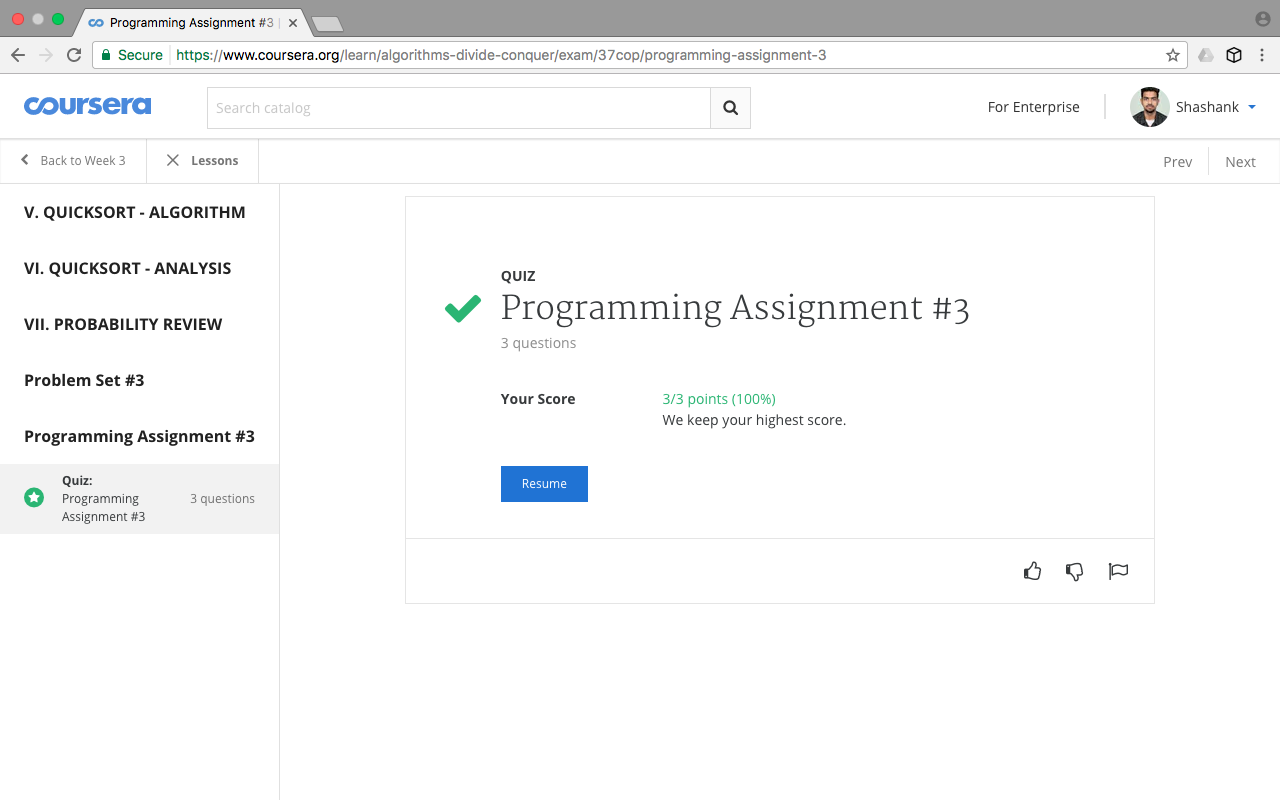 Programming Assignment #3 |
Secure https://www.coursera.org/learn/algorithms-divide-conquer/exam/37cop/programming-assignment-3
coursera
Search catalog
For Enterprise
Shashank
Back to Week 3
Lessons
Prev
Next
V. QUICKSORT - ALGORITHM
VI. QUICKSORT - ANALYSIS
VII. PROBABILITY REVIEW
Problem Set #3
Programming Assignment #3
Quiz:
Programming
Assignment #3
3 questions
QUIZ
Programming Assignment #3
3 questions
Your Score
3/3 points (100%)
We keep your highest score.
Resume